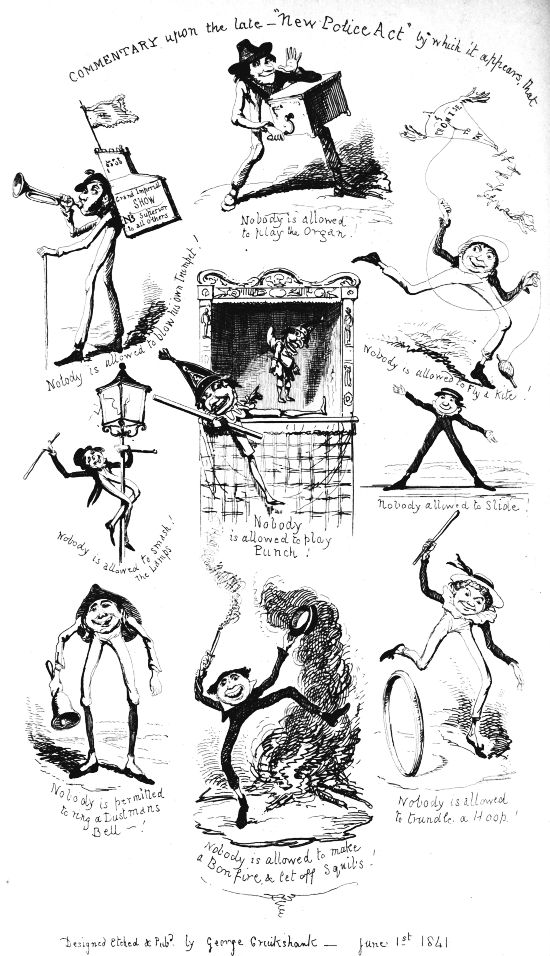 COMMENTARY upon the late — "New Police Act" by which it appears, that
Nobody is allowed
to play the Organ!
Grand Imperial
SHOW
NB Superior
to all others
Nobody is allowed to blow his own Trumpet!
Nobody is allowed to Fly a Kite!
Nobody allowed to Slide!
Nobody is allowed to Smash
the Lamps!
Nobody
is allowed to play
Punch!
Nobody is permitted
to ring a Dustmans
Bell —!
Nobody is allowed to make
a Bonfire, & let off Squibs!
Nobody is allowed
to trundle a Hoop!
Designed Etched & Pubd. by George Cruikshank — June 1st 1841